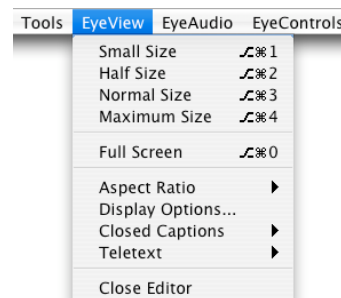 Tools EyeView EyeAudio EyeControls
Small Size ⌥⌘1
Half Size ⌥⌘2
Normal Size ⌥⌘3
Maximum Size ⌥⌘4
Full Screen ⌥⌘0
Aspect Ratio ▶
Display Options...
Closed Captions ▶
Teletext ▶
Close Editor